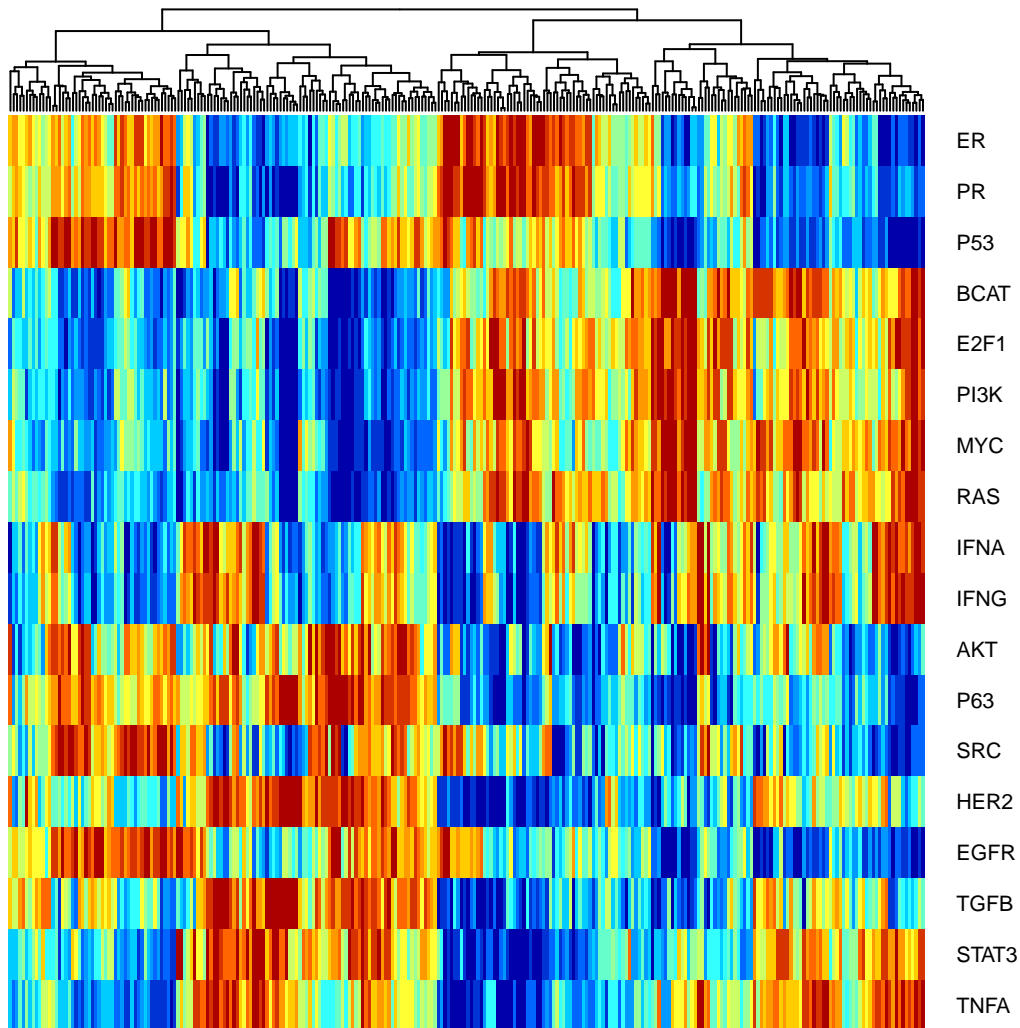 ER
PR
P53
BCAT
E2F1
PI3K
MYC
RAS
IFNA
IFNG
AKT
P63
SRC
HER2
EGFR
TGFB
STAT3
TNFA